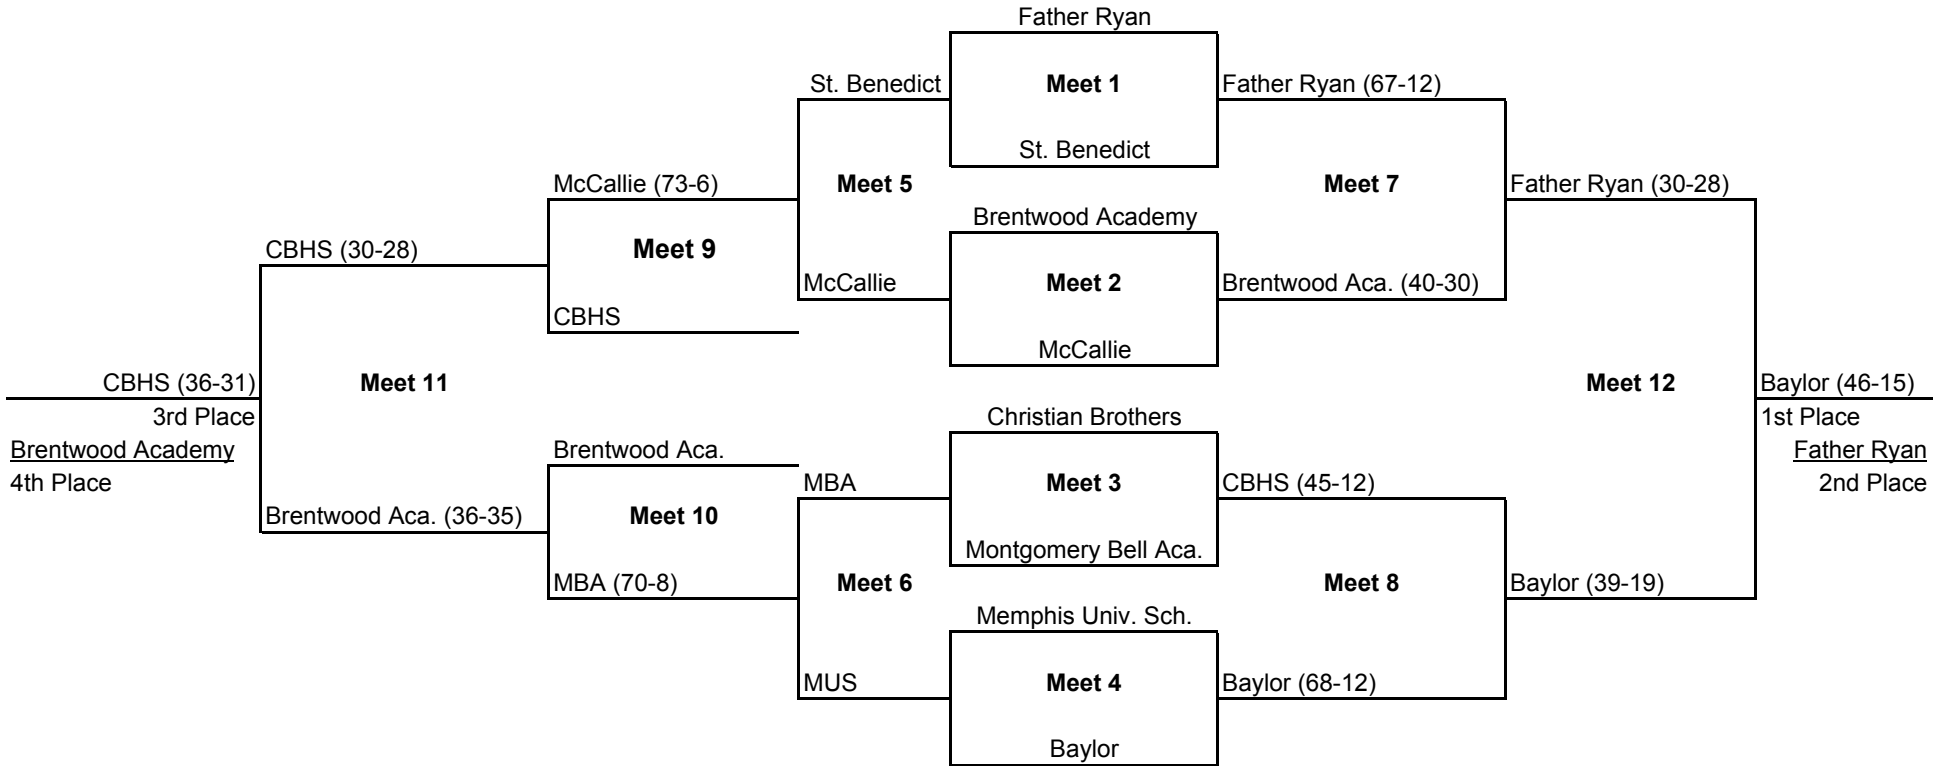 Father Ryan
St. Benedict
Meet 1
Father Ryan (67-12)
St. Benedict
McCallie (73-6)
Meet 5
Meet 7
Father Ryan (30-28)
Brentwood Academy
CBHS (30-28)
Meet 9
McCallie
Meet 2
Brentwood Aca. (40-30)
CBHS
McCallie
CBHS (36-31)
Meet 11
Meet 12
Baylor (46-15)
3rd Place
Christian Brothers
1st Place
Brentwood Academy
Brentwood Aca.
Father Ryan
4th Place
MBA
Meet 3
CBHS (45-12)
2nd Place
Brentwood Aca. (36-35)
Meet 10
Montgomery Bell Aca.
MBA (70-8)
Meet 6
Meet 8
Baylor (39-19)
Memphis Univ. Sch.
MUS
Meet 4
Baylor (68-12)
Baylor